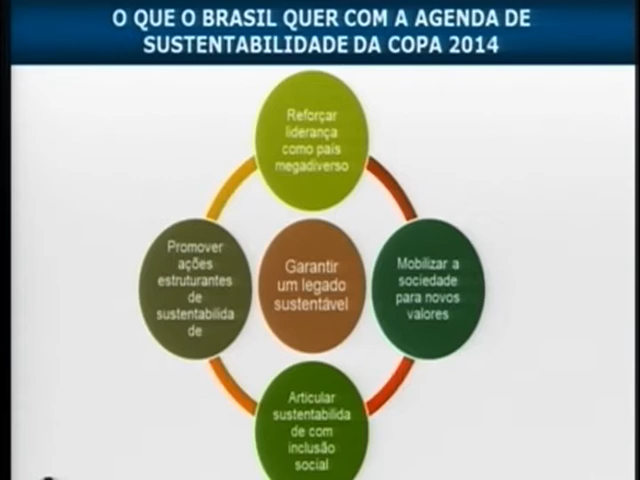 O QUE O BRASIL QUER COM A AGENDA DE
SUSTENTABILIDADE DA COPA 2014
Reforçar
liderança
como país
megadiverso
Promover
ações
estruturantes
de
sustentabilida
de
Garantir
um legado
sustentável
Mobilizar a
sociedade
para novos
valores
Articular
sustentabilida
de com
inclusão
social